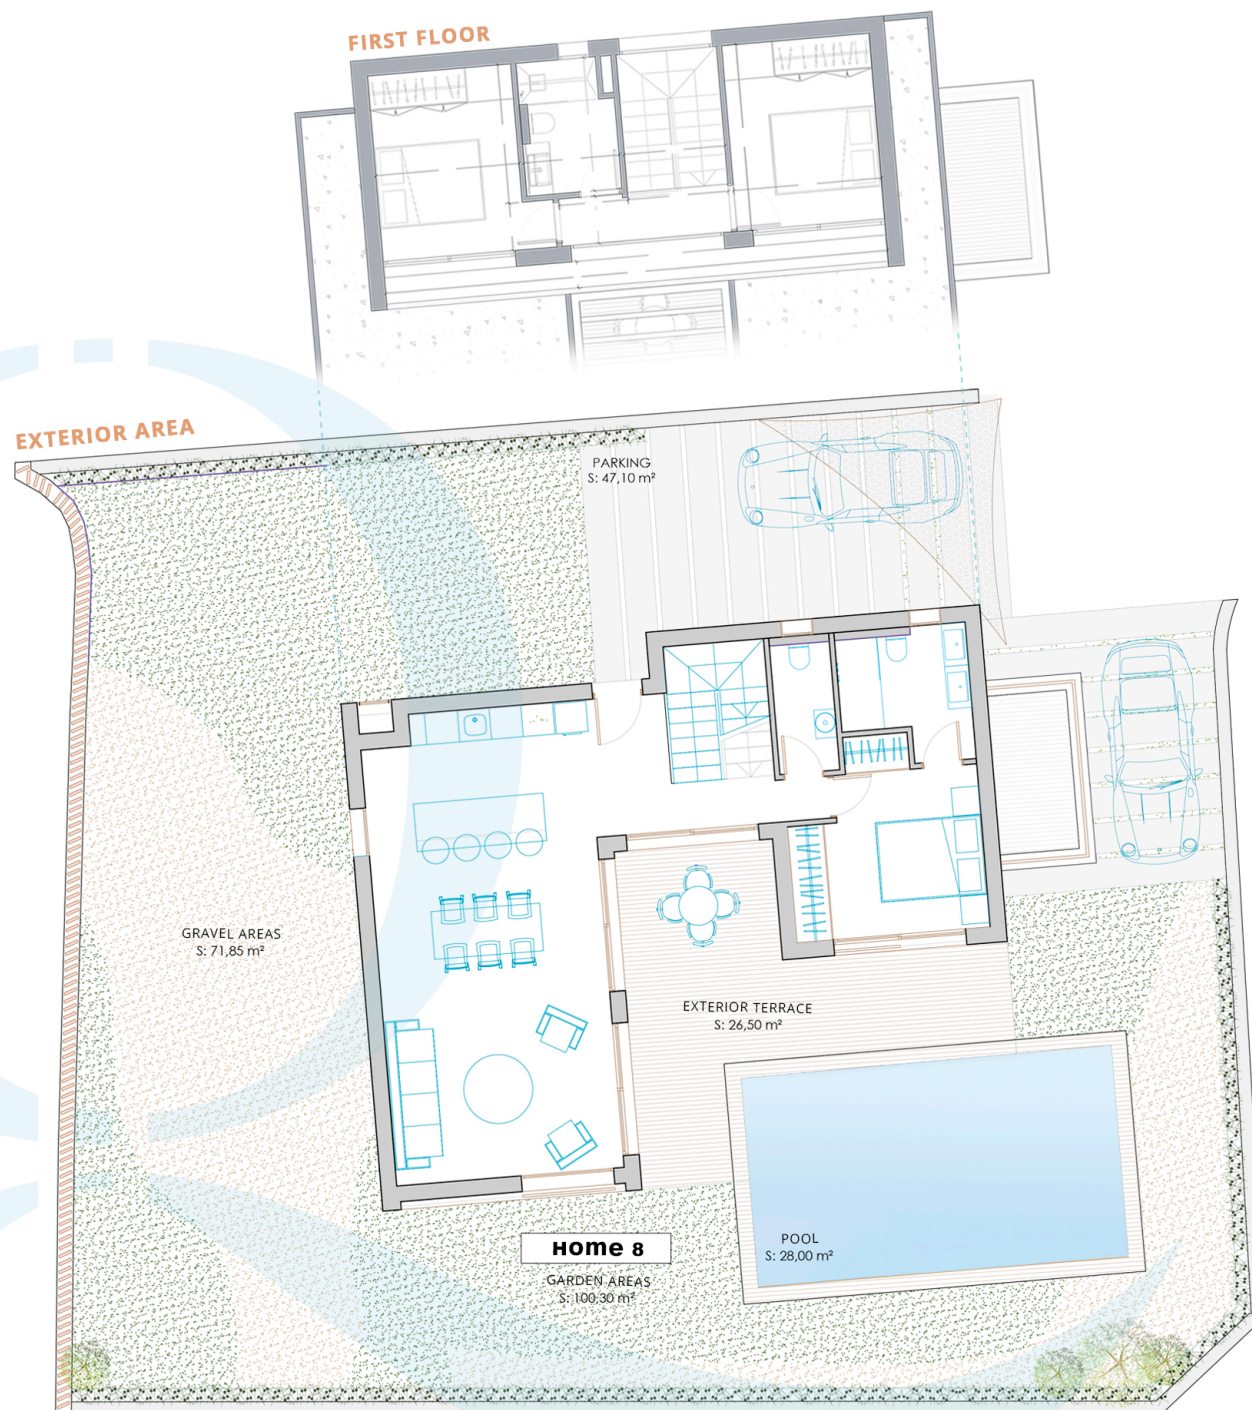 FIRST FLOOR
EXTERIOR AREA
PARKING
S: 47,10 m²
GRAVEL AREAS
S: 71,85 m²
EXTERIOR TERRACE
S: 26,50 m²
POOL
S: 28,00 m²
Home 8
GARDEN AREAS
S: 100,30 m²